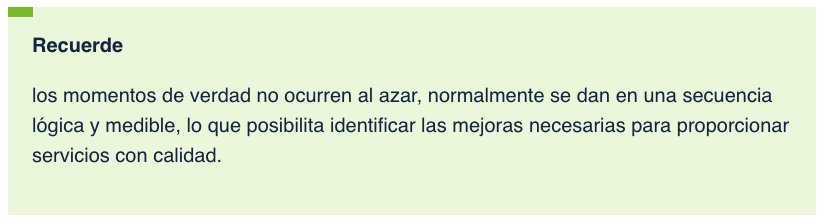 Recuerde
los momentos de verdad no ocurren al azar, normalmente se dan en una secuencia
lógica y medible, lo que posibilita identificar las mejoras necesarias para proporcionar
servicios con calidad.